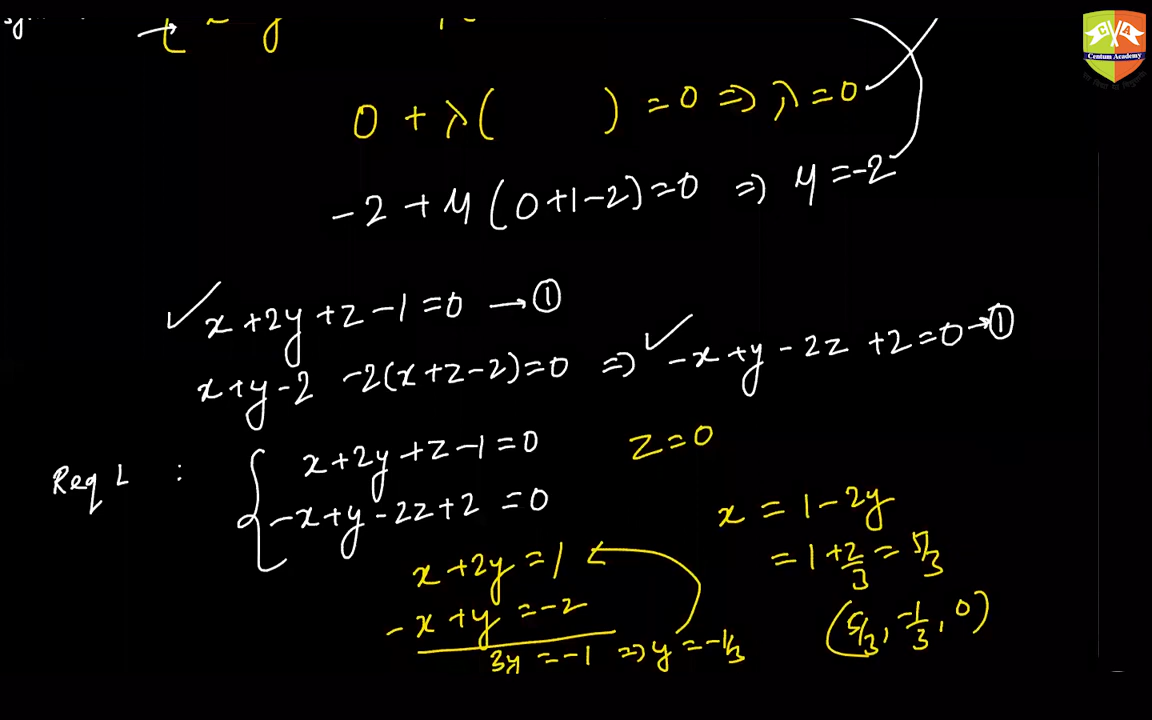 C A
Centum Academy
0 + λ( ) = 0 => λ = 0
-2 + μ (0+1-2) = 0 => μ = -2
✓ x + 2y + z - 1 = 0 → ①
x + y - 2 -2(x + z - 2) = 0 => ✓ -x + y - 2z + 2 = 0 → ①
Req L : { x + 2y + z - 1 = 0 z = 0
-x + y - 2z + 2 = 0
x = 1 - 2y
x + 2y = 1
= 1 + 2/3 = 5/3
-x + y = -2
(5/3, -1/3, 0)
3y = -1 => y = -1/3